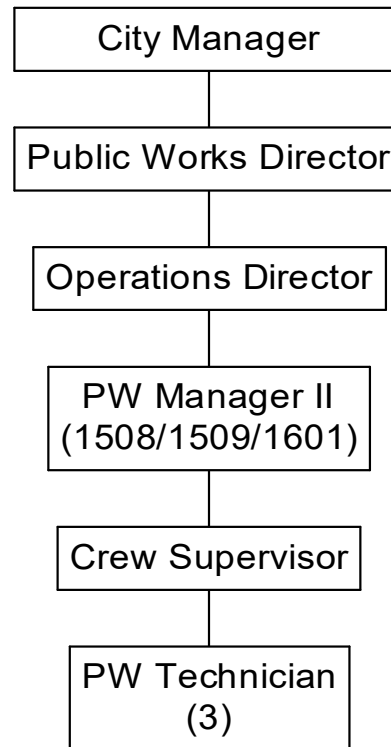 City Manager
Public Works Director
Operations Director
PW Manager II
(1508/1509/1601)
Crew Supervisor
PW Technician
(3)